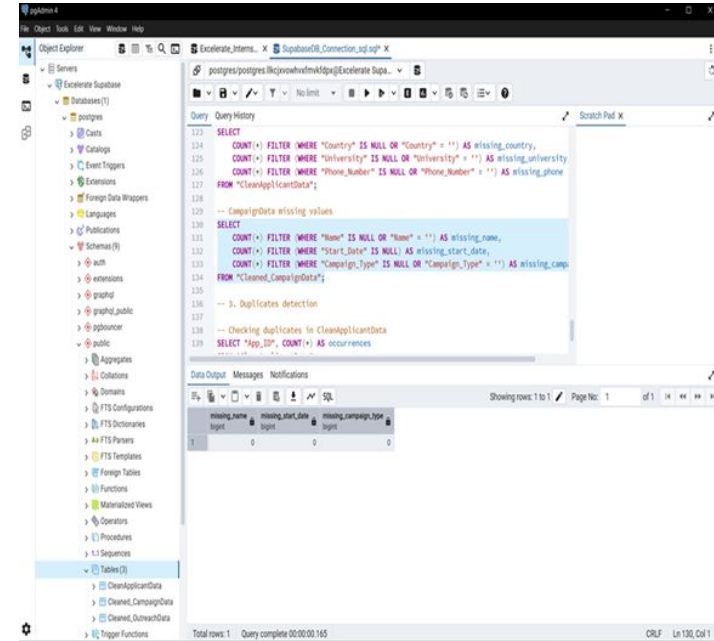 pgAdmin 4
File Object Tools Edit View Window Help
Object Explorer
Excelerate_Interns... X
SupabaseDB_Connection_sql.sql* X
Servers
Excelerate Supabase
Databases (1)
postgres
Casts
Catalogs
Event Triggers
Extensions
Foreign Data Wrappers
Languages
Publications
Schemas (9)
auth
extensions
graphql
graphql_public
pgbouncer
public
Aggregates
Collations
Domains
FTS Configurations
FTS Dictionaries
FTS Parsers
FTS Templates
Foreign Tables
Functions
Materialized Views
Operators
Procedures
1..3 Sequences
Tables (3)
CleanApplicantData
Cleaned_CampaignData
Cleaned_OutreachData
Trigger Functions
No limit
Query Query History
Scratch Pad X
123 SELECT
124 COUNT(*) FILTER (WHERE "Country" IS NULL OR "Country" = '') AS missing_country,
125 COUNT(*) FILTER (WHERE "University" IS NULL OR "University" = '') AS missing_university
126 COUNT(*) FILTER (WHERE "Phone_Number" IS NULL OR "Phone_Number" = '') AS missing_phone
127 FROM "CleanApplicantData";
128
129 -- CampaignData missing values
130 SELECT
131 COUNT(*) FILTER (WHERE "Name" IS NULL OR "Name" = '') AS missing_name,
132 COUNT(*) FILTER (WHERE "Start_Date" IS NULL) AS missing_start_date,
133 COUNT(*) FILTER (WHERE "Campaign_Type" IS NULL OR "Campaign_Type" = '') AS missing_campa
134 FROM "Cleaned_CampaignData";
135
136 -- 3. Duplicates detection
137
138 -- Checking duplicates in CleanApplicantData
139 SELECT "App_ID", COUNT(*) AS occurrences
Data Output Messages Notifications
SQL
Showing rows: 1 to 1 Page No: 1 of 1
missing_name missing_start_date missing_campaign_type
bigint bigint bigint
1 0 0 0
Total rows: 1 Query complete 00:00:00.165 CRLF Ln 130, Col 1